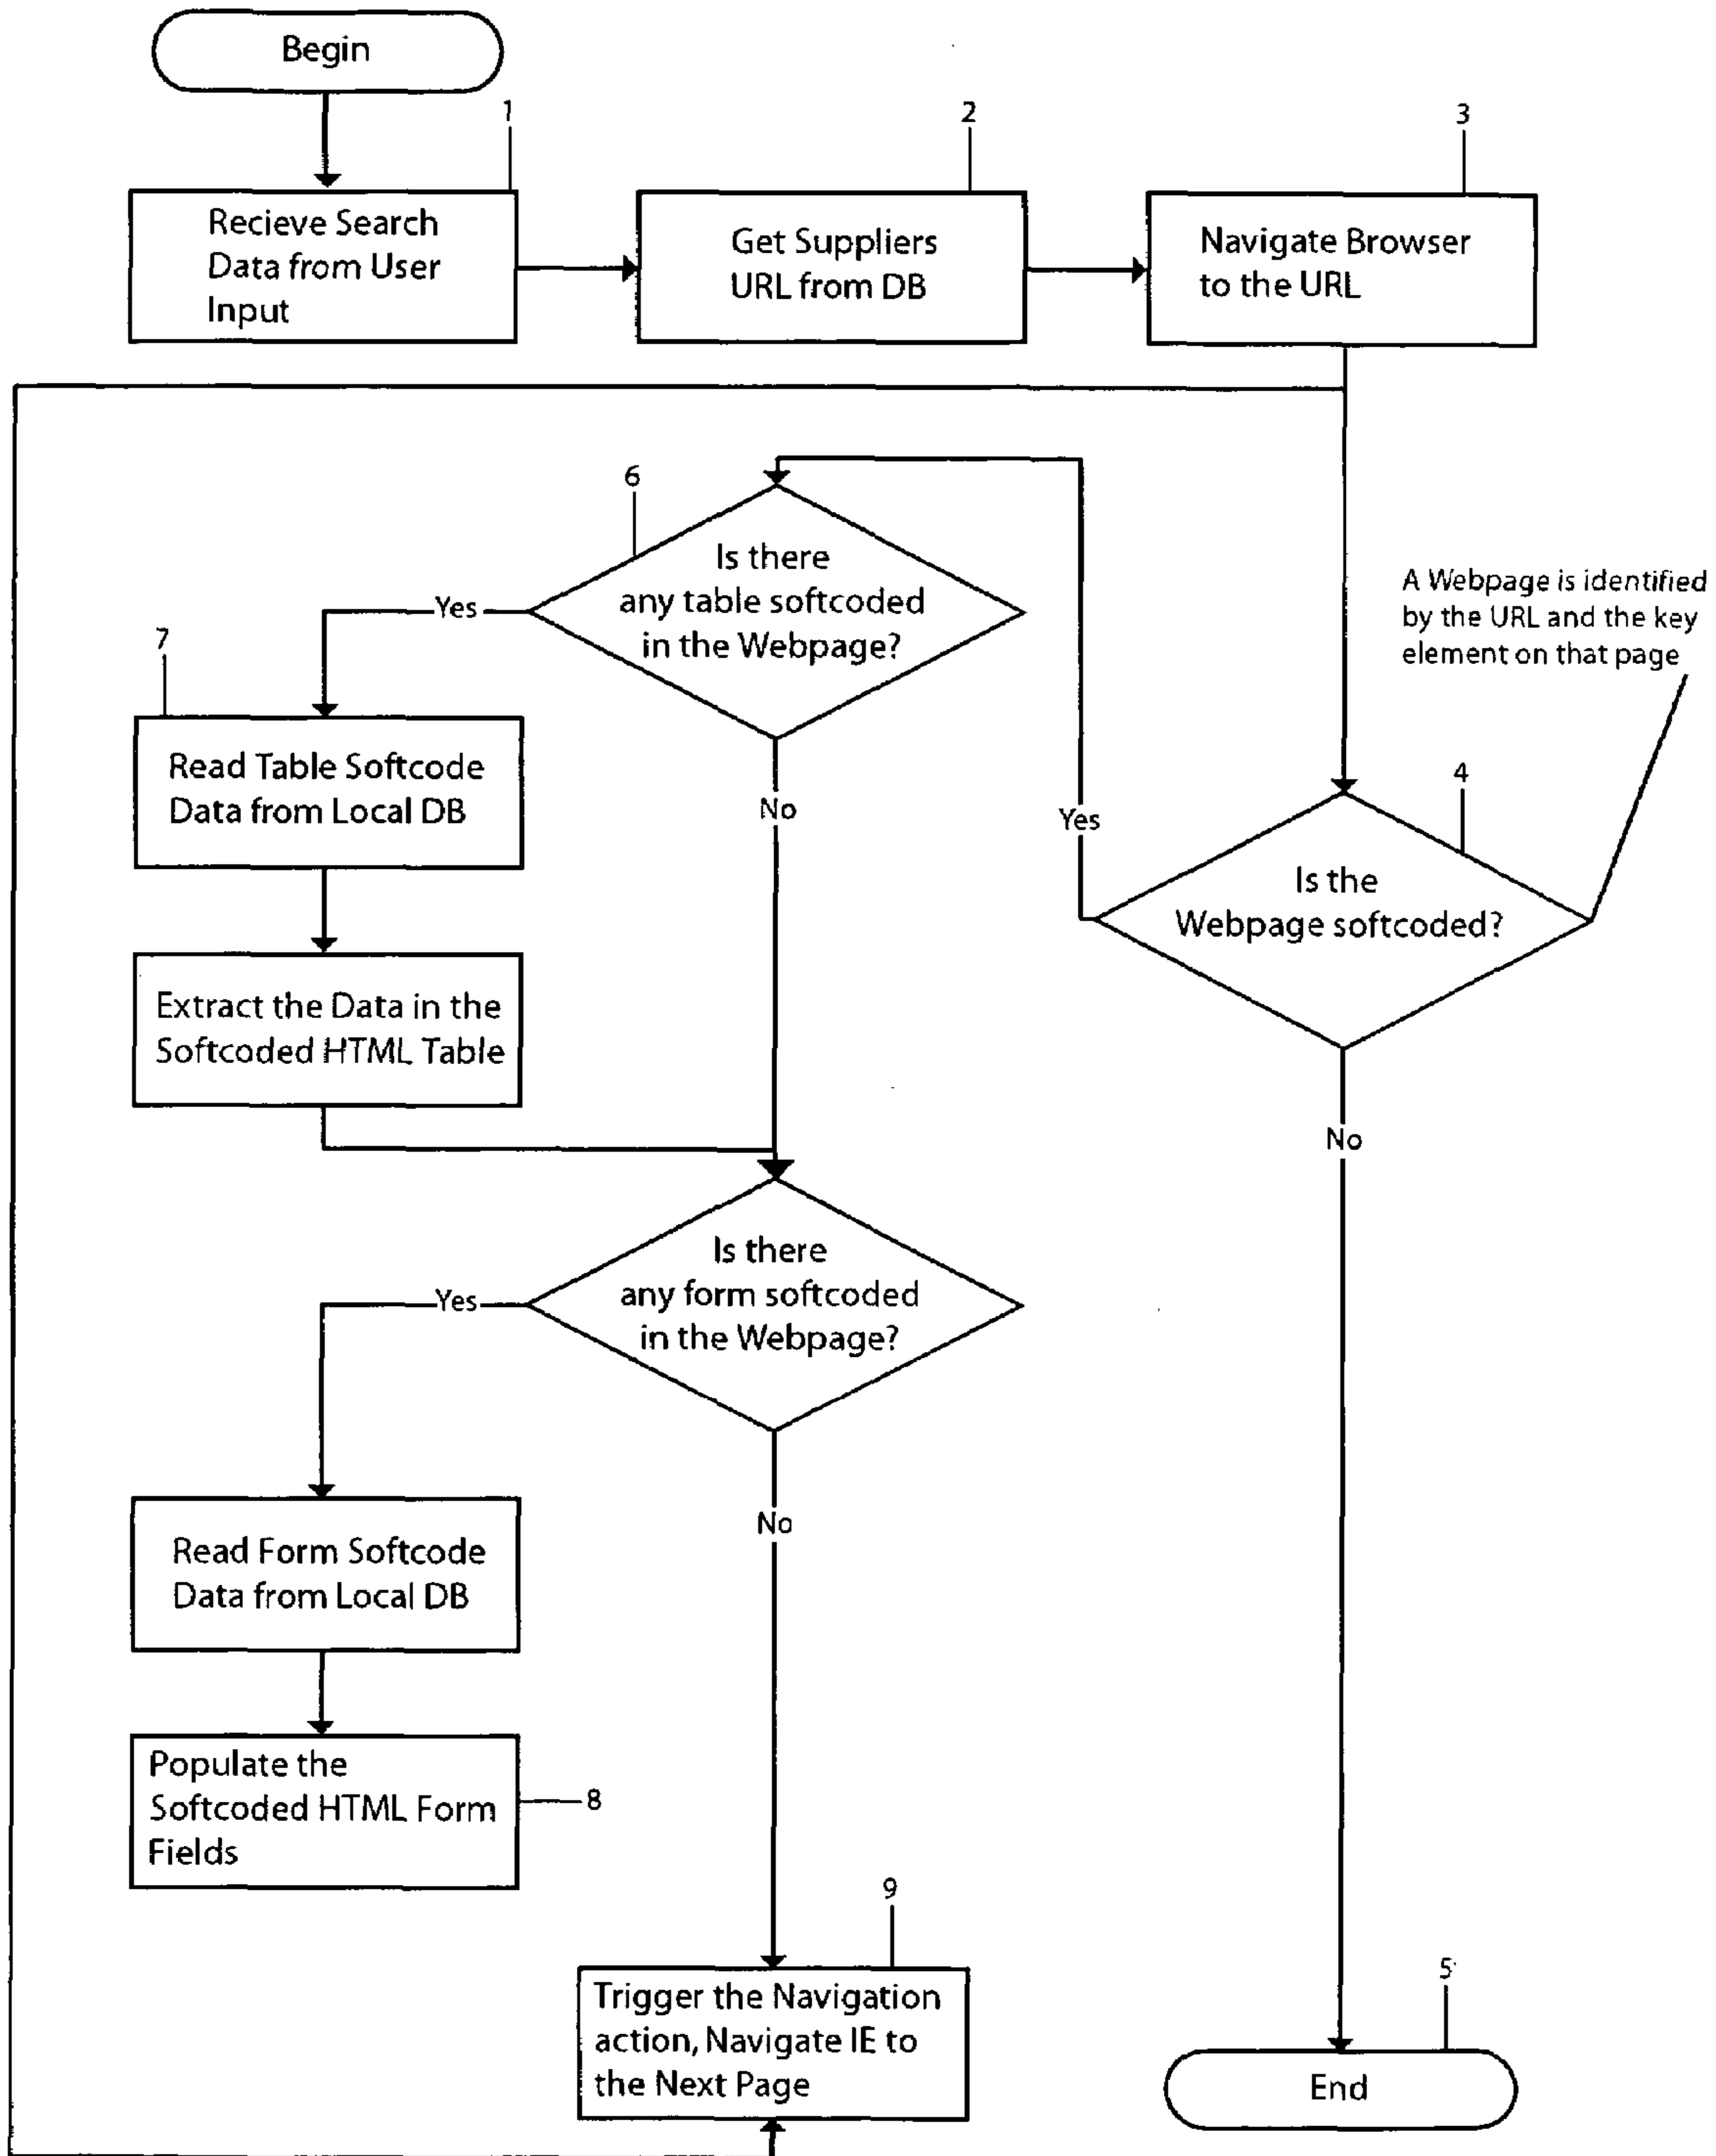 Begin
1
2
3
Recieve Search
Data from User
Input
Get Suppliers
URL from DB
Navigate Browser
to the URL
6
Is there
any table softcoded
in the Webpage?
Yes
No
Yes
A Webpage is identified
by the URL and the key
element on that page
7
Read Table Softcode
Data from Local DB
4
Is the
Webpage softcoded?
No
Extract the Data in the
Softcoded HTML Table
Is there
any form softcoded
in the Webpage?
Yes
No
Read Form Softcode
Data from Local DB
Populate the
Softcoded HTML Form
Fields
8
9
Trigger the Navigation
action, Navigate IE to
the Next Page
5
End